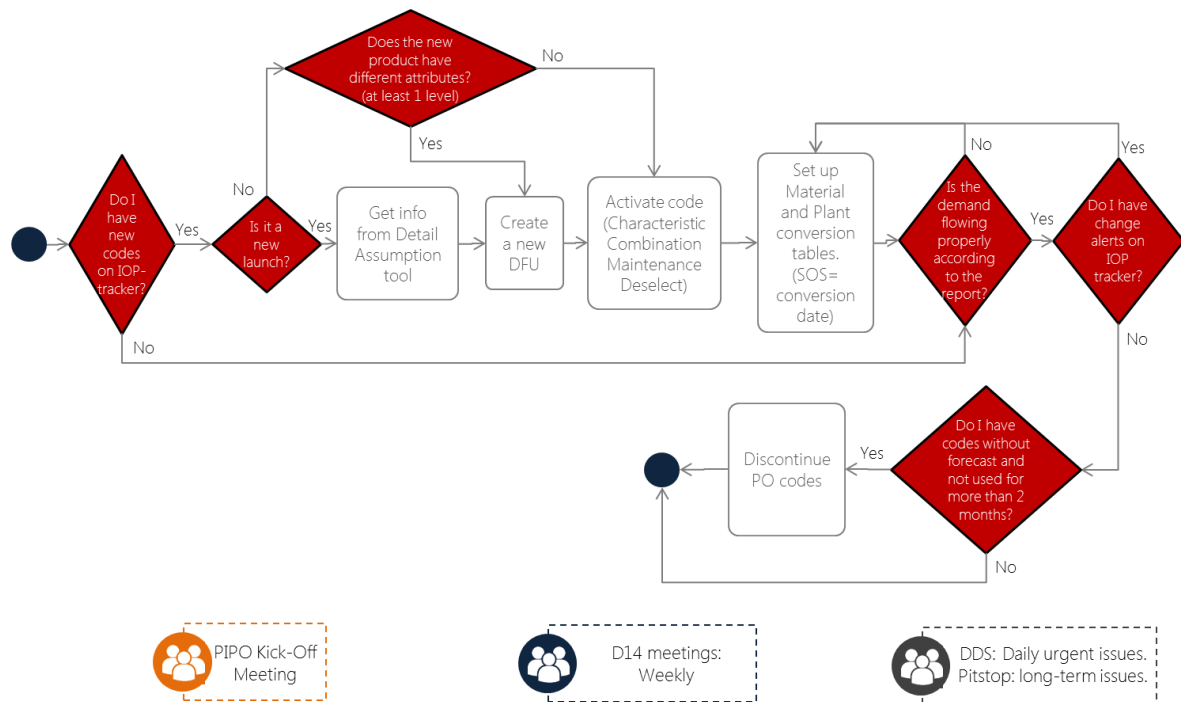 Does the new
product have
different attributes?
(at least 1 level)
No
Yes
No
Do I
have
new
codes
on IOP-
tracker?
Yes
Is it a
new
launch?
Yes
Get info
from Detail
Assumption
tool
Create
a new
DFU
Activate code
(Characteristic
Combination
Maintenance
Deselect)
Set up
Material
and Plant
conversion
tables.
(SOS=
conversion
date)
No
Is the
demand
flowing
properly
according
to the
report?
Yes
Yes
Do I have
change
alerts on
IOP
tracker?
No
No
Do I have
codes without
forecast and
not used for
more than 2
months?
Yes
Discontinue
PO codes
No
PIPO Kick-Off
Meeting
D14 meetings:
Weekly
DDS: Daily urgent issues.
Pitstop: long-term issues.